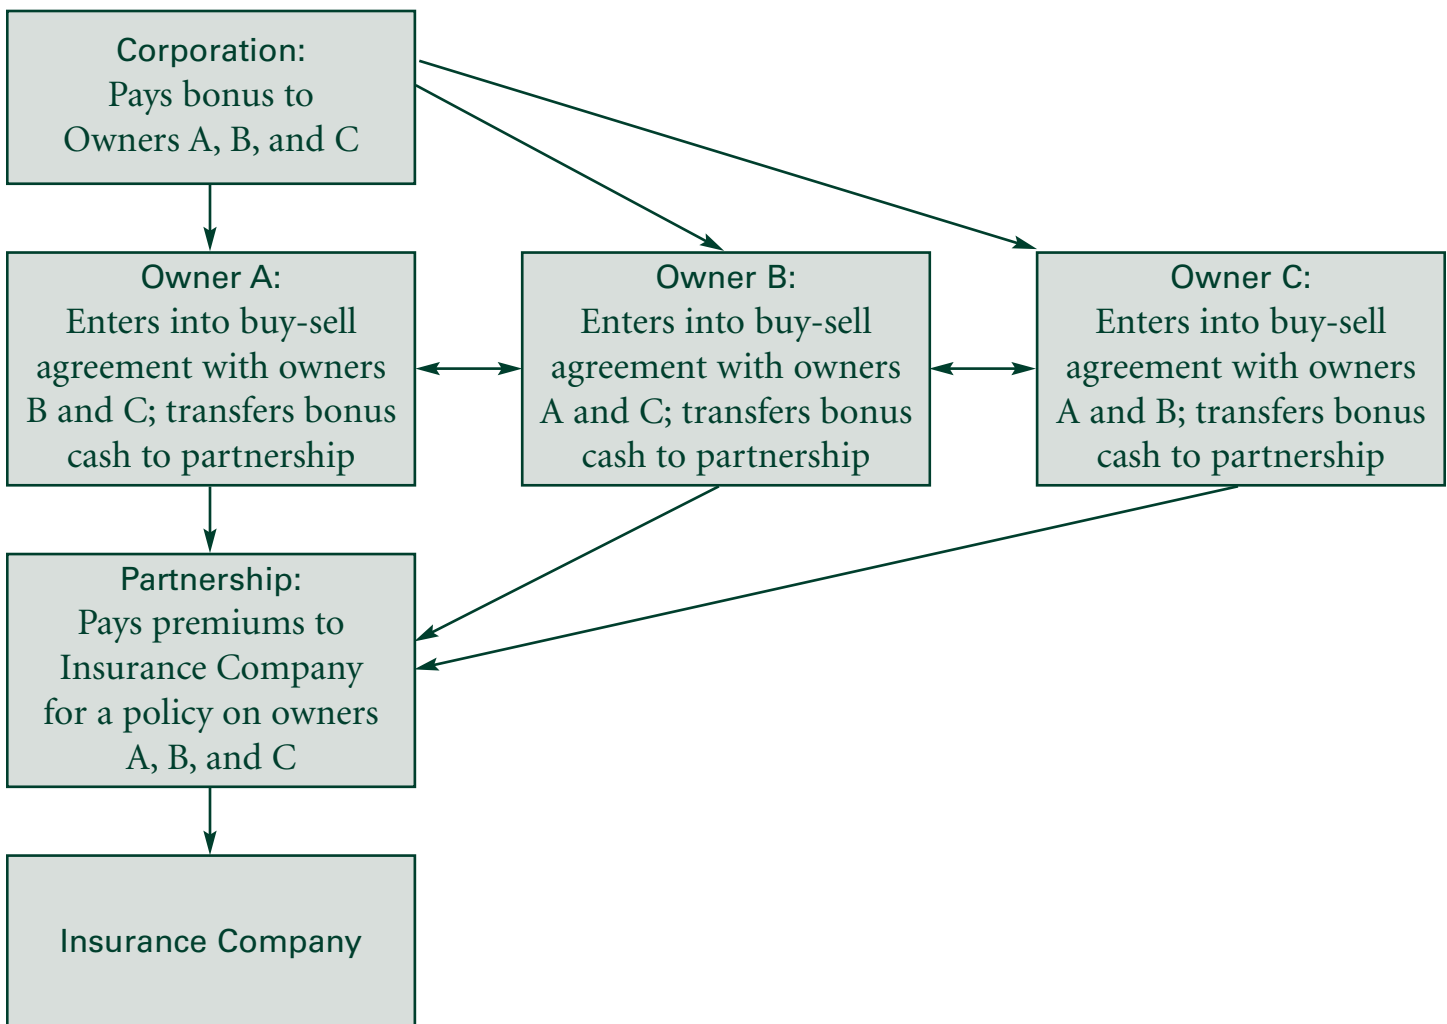 Corporation:
Pays bonus to
Owners A, B, and C
Owner A:
Enters into buy-sell
agreement with owners
B and C; transfers bonus
cash to partnership
Owner B:
Enters into buy-sell
agreement with owners
A and C; transfers bonus
cash to partnership
Owner C:
Enters into buy-sell
agreement with owners
A and B; transfers bonus
cash to partnership
Partnership:
Pays premiums to
Insurance Company
for a policy on owners
A, B, and C
Insurance Company